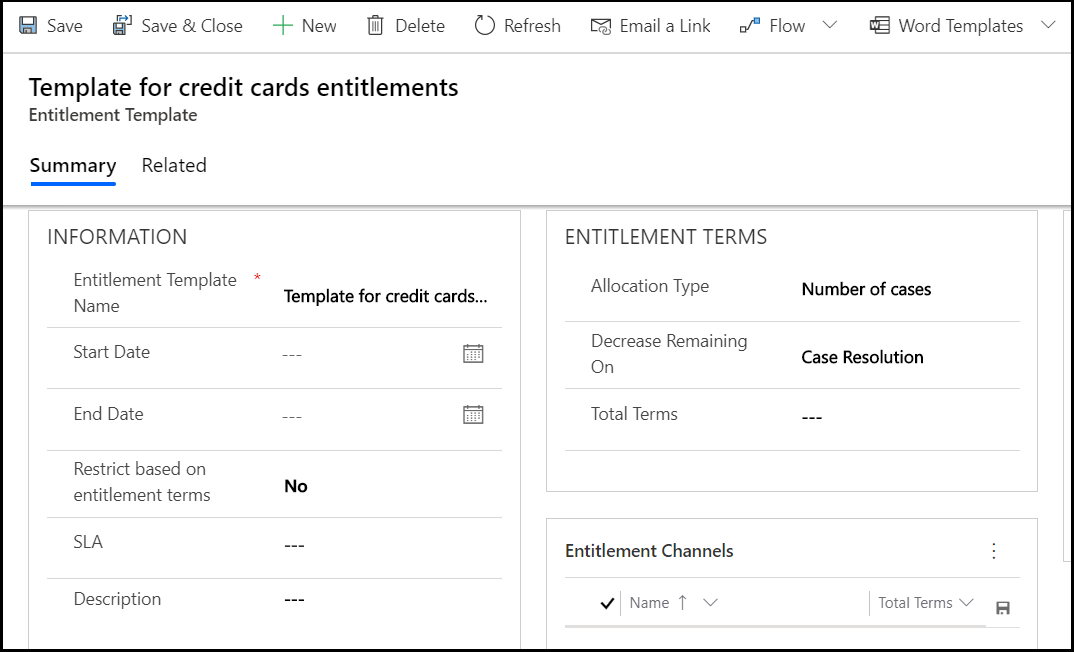 Save Save & Close New Delete Refresh Email a Link Flow Word Templates
Template for credit cards entitlements
Entitlement Template
Summary Related
INFORMATION
Entitlement Template *
Name
Template for credit cards...
Start Date ---
End Date ---
Restrict based on
entitlement terms
No
SLA ---
Description ---
ENTITLEMENT TERMS
Allocation Type Number of cases
Decrease Remaining
On
Case Resolution
Total Terms ---
Entitlement Channels
Name ↑ Total Terms